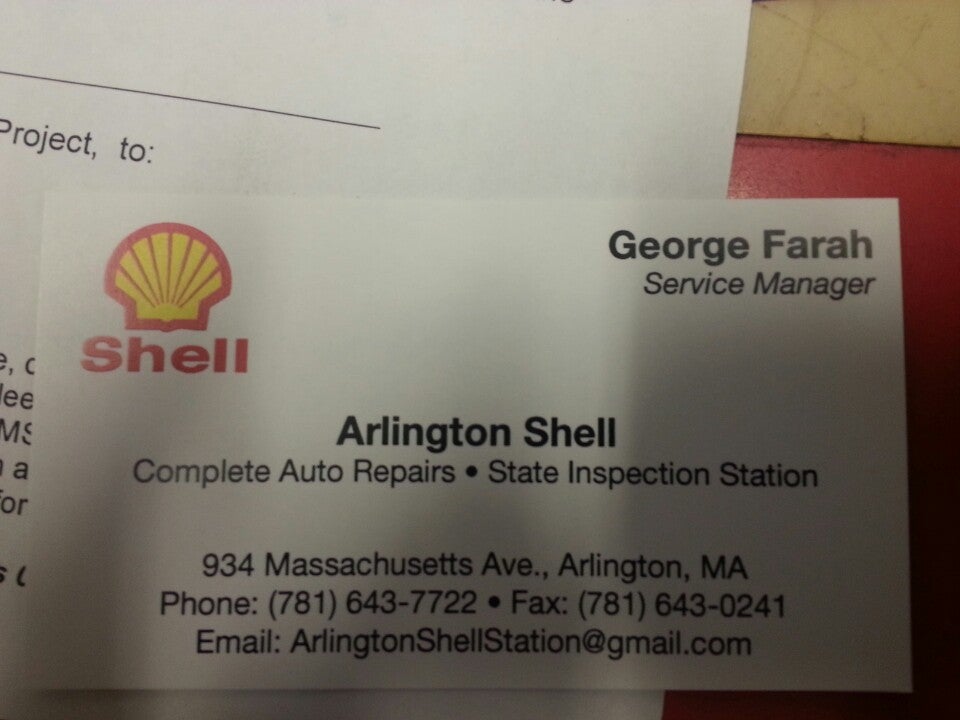 Project, to:
George Farah
Service Manager
Shell
Arlington Shell
Complete Auto Repairs • State Inspection Station
934 Massachusetts Ave., Arlington, MA
Phone: (781) 643-7722 • Fax: (781) 643-0241
Email: ArlingtonShellStation@gmail.com